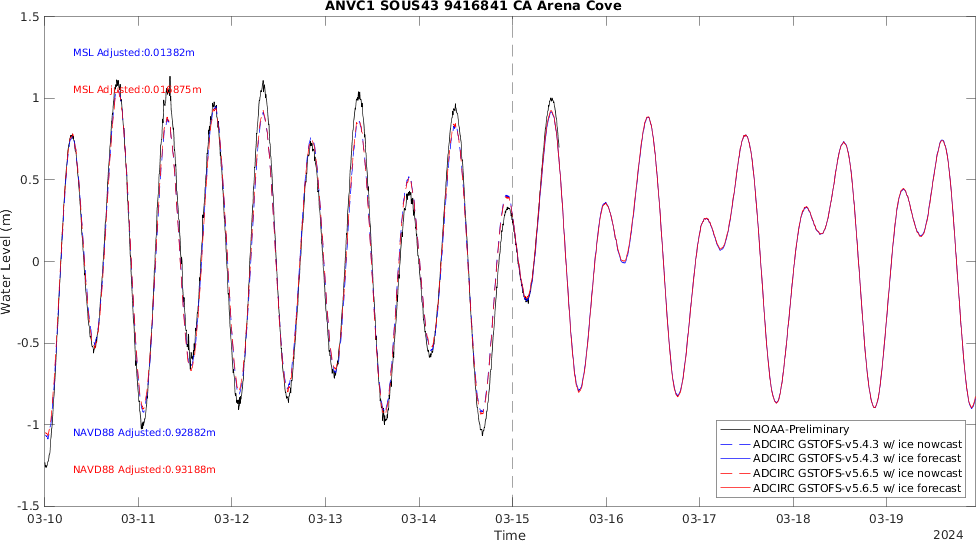 ANVC1 SOUS43 9416841 CA Arena Cove
1.5
MSL Adjusted:0.01382m
1
MSL Adjusted:0.016875m
0.5
Water Level (m)
0
-0.5
-1
NAVD88 Adjusted:0.92882m
NAVD88 Adjusted:0.93188m
-1.5
NOAA-Preliminary
ADCIRC GSTOFS-v5.4.3 w/ ice nowcast
ADCIRC GSTOFS-v5.4.3 w/ ice forecast
ADCIRC GSTOFS-v5.6.5 w/ ice nowcast
ADCIRC GSTOFS-v5.6.5 w/ ice forecast
03-10 03-11 03-12 03-13 03-14 03-15 03-16 03-17 03-18 03-19
Time
2024